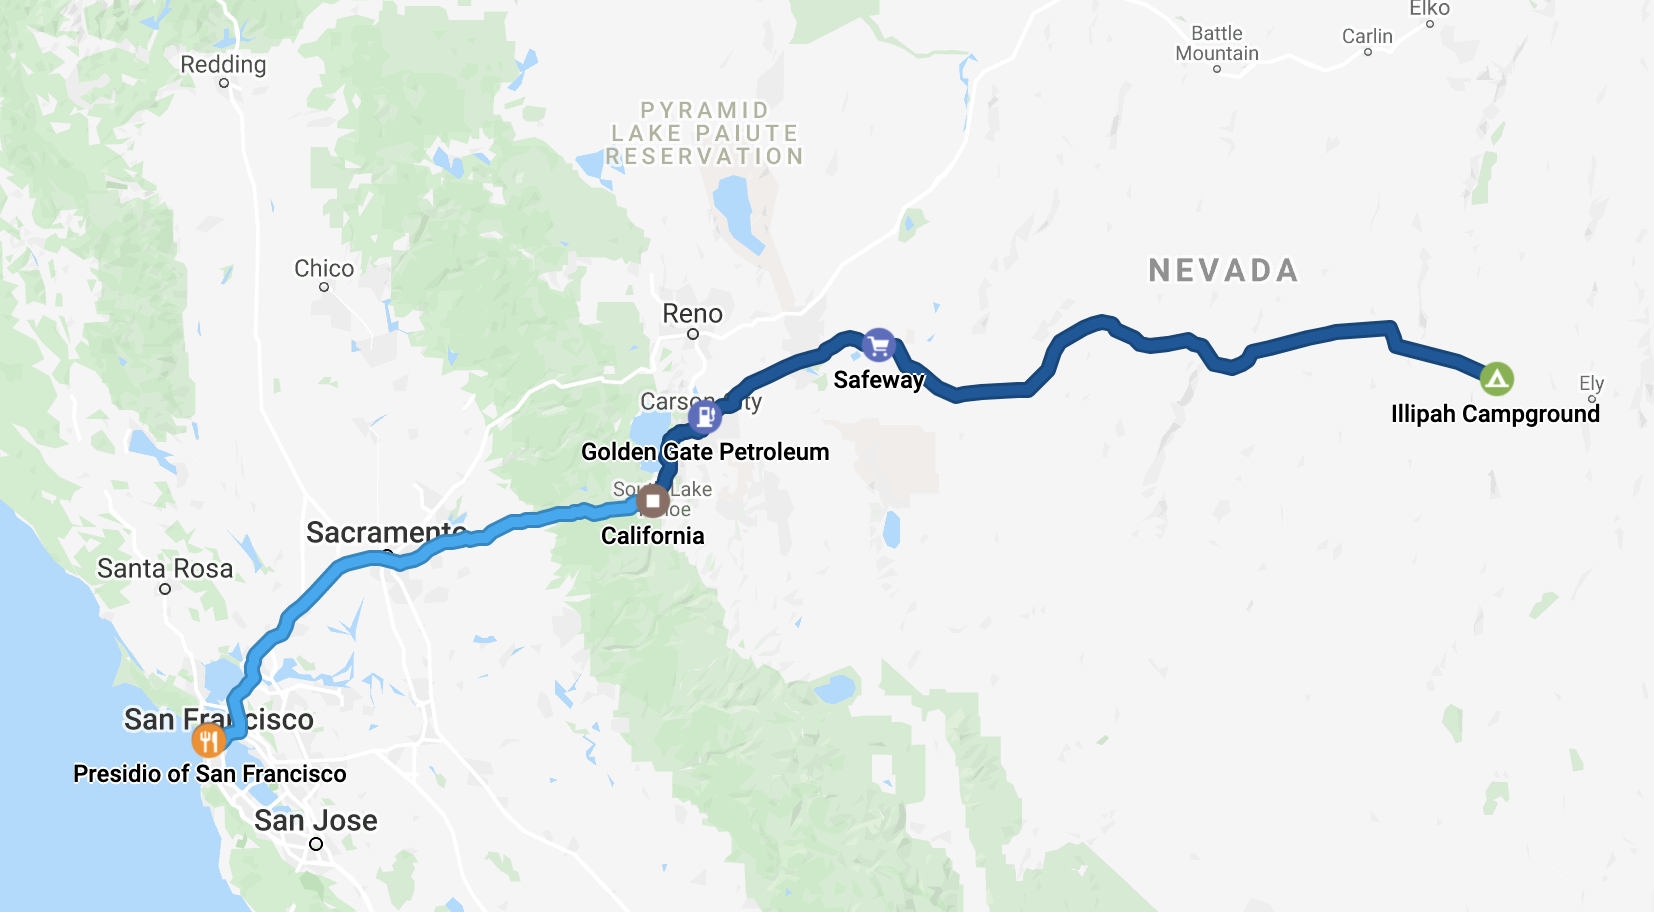 Elko
Battle
Mountain
Carlin
Redding
PYRAMID
LAKE PAIUTE
RESERVATION
Chico
NEVADA
Reno
Safeway
Ely
Carson City
Illipah Campground
Golden Gate Petroleum
South Lake
Tahoe
California
Sacramento
Santa Rosa
San Francisco
Presidio of San Francisco
San Jose